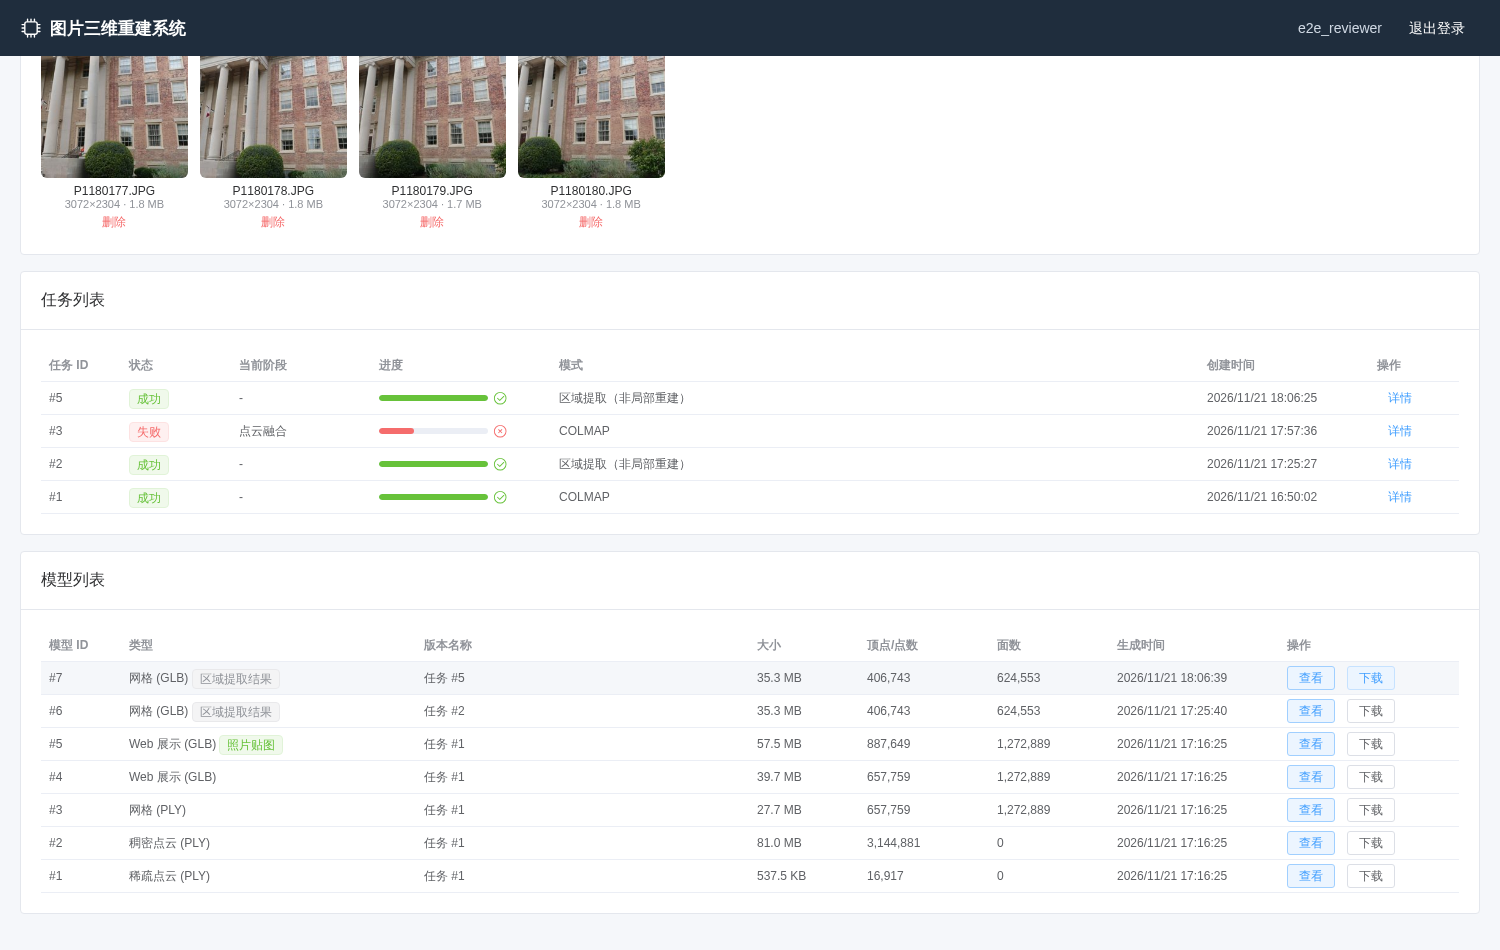 图片三维重建系统 e2e_reviewer 退出登录
P1180177.JPG P1180178.JPG P1180179.JPG P1180180.JPG
3072×2304 · 1.8 MB 3072×2304 · 1.8 MB 3072×2304 · 1.7 MB 3072×2304 · 1.8 MB
删除 删除 删除 删除
任务列表
任务 ID 状态 当前阶段 进度 模式 创建时间 操作
#5 成功 - 区域提取（非局部重建） 2026/11/21 18:06:25 详情
#3 失败 点云融合 COLMAP 2026/11/21 17:57:36 详情
#2 成功 - 区域提取（非局部重建） 2026/11/21 17:25:27 详情
#1 成功 - COLMAP 2026/11/21 16:50:02 详情
模型列表
模型 ID 类型 版本名称 大小 顶点/点数 面数 生成时间 操作
#7 网格 (GLB) 区域提取结果 任务 #5 35.3 MB 406,743 624,553 2026/11/21 18:06:39 查看 下载
#6 网格 (GLB) 区域提取结果 任务 #2 35.3 MB 406,743 624,553 2026/11/21 17:25:40 查看 下载
#5 Web 展示 (GLB) 照片贴图 任务 #1 57.5 MB 887,649 1,272,889 2026/11/21 17:16:25 查看 下载
#4 Web 展示 (GLB) 任务 #1 39.7 MB 657,759 1,272,889 2026/11/21 17:16:25 查看 下载
#3 网格 (PLY) 任务 #1 27.7 MB 657,759 1,272,889 2026/11/21 17:16:25 查看 下载
#2 稠密点云 (PLY) 任务 #1 81.0 MB 3,144,881 0 2026/11/21 17:16:25 查看 下载
#1 稀疏点云 (PLY) 任务 #1 537.5 KB 16,917 0 2026/11/21 17:16:25 查看 下载